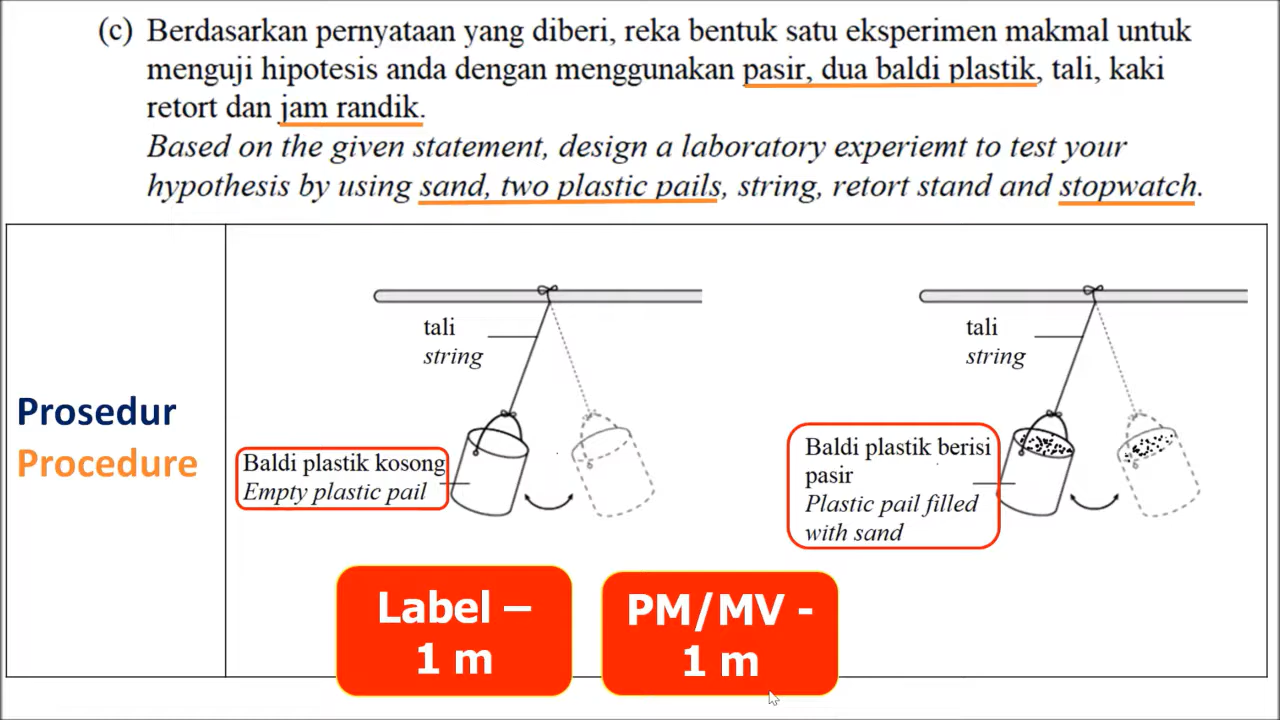 (c) Berdasarkan pernyataan yang diberi, reka bentuk satu eksperimen makmal untuk
menguji hipotesis anda dengan menggunakan pasir, dua baldi plastik, tali, kaki
retort dan jam randik.
Based on the given statement, design a laboratory experiemt to test your
hypothesis by using sand, two plastic pails, string, retort stand and stopwatch.
Prosedur
Procedure
tali
string
Baldi plastik kosong
Empty plastic pail
tali
string
Baldi plastik berisi
pasir
Plastic pail filled
with sand
Label –
1 m
PM/MV -
1 m